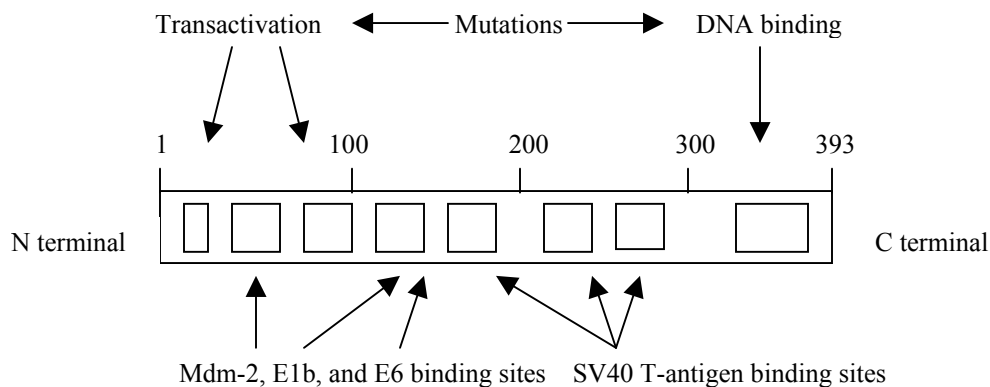 Transactivation Mutations DNA binding
1 100 200 300 393
N terminal C terminal
Mdm-2, E1b, and E6 binding sites SV40 T-antigen binding sites